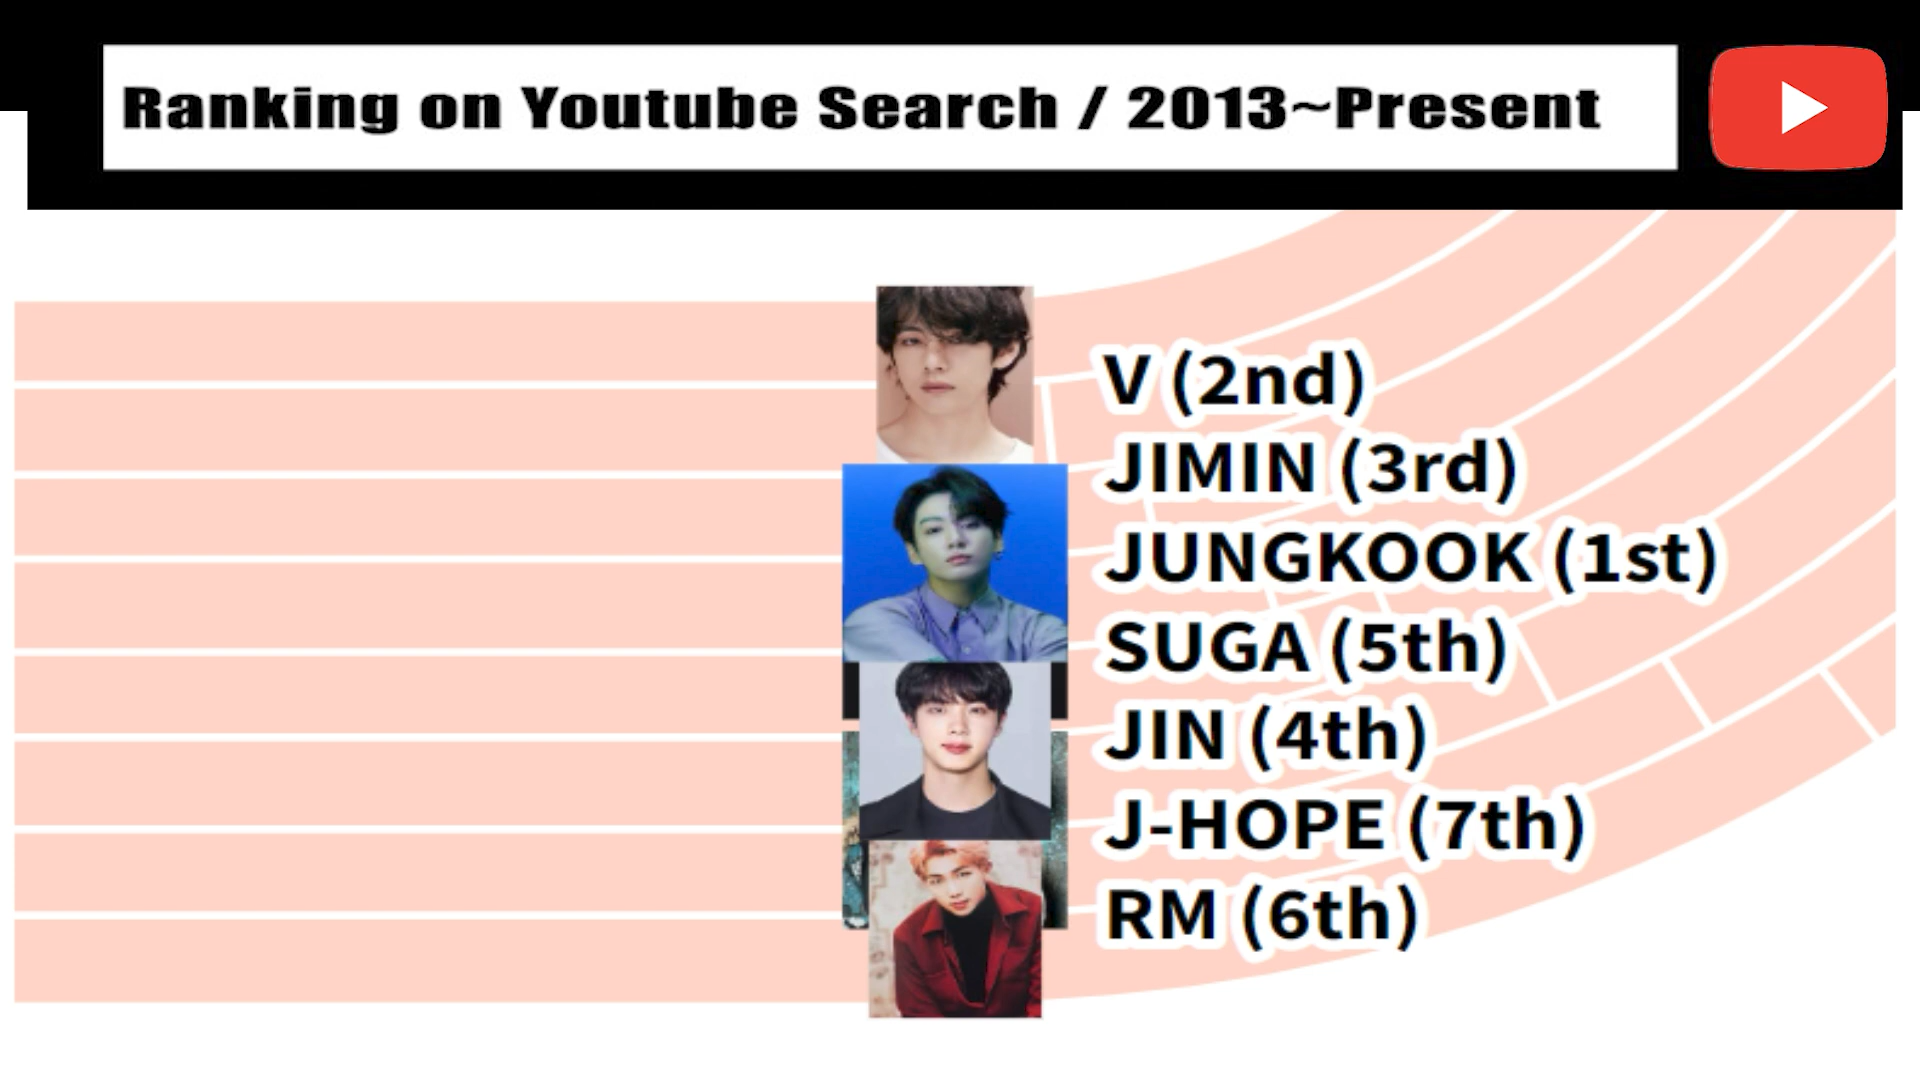 Ranking on Youtube Search / 2013~Present
V (2nd)
JIMIN (3rd)
JUNGKOOK (1st)
SUGA (5th)
JIN (4th)
J-HOPE (7th)
RM (6th)